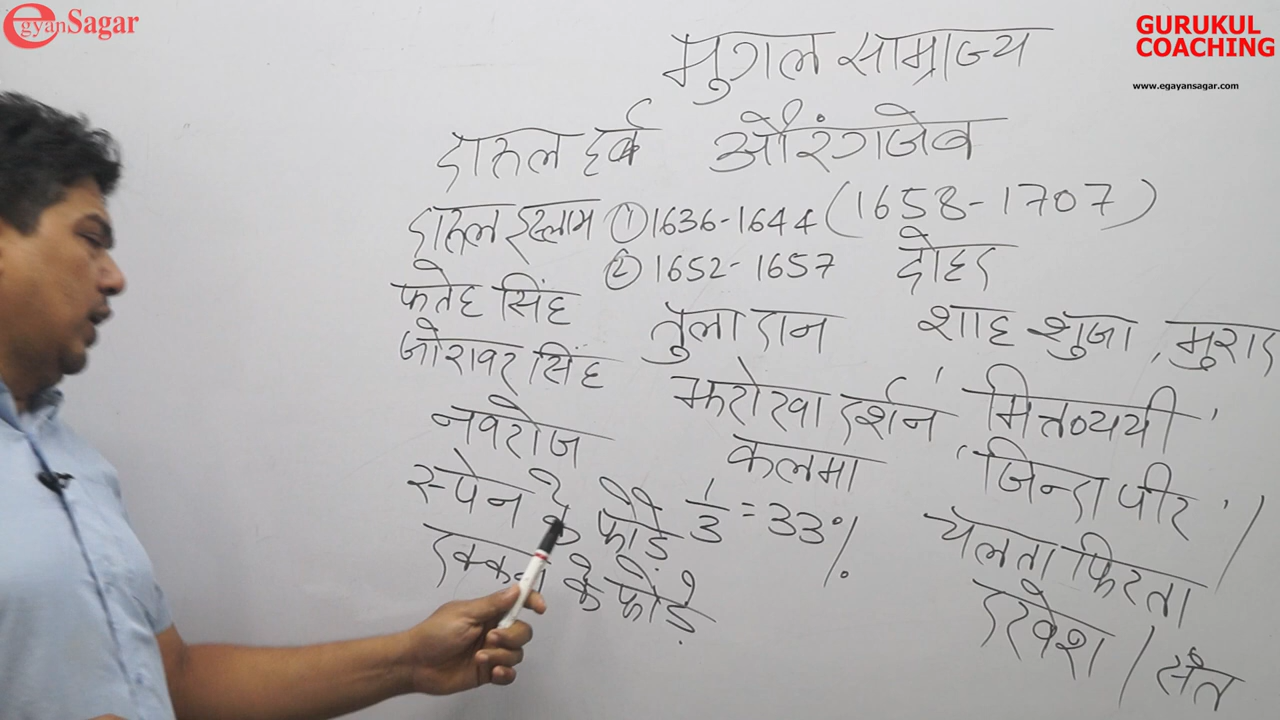 egyanSagar
GURUKUL
COACHING
www.egayansagar.com
मुगल साम्राज्य
दारूल हर्ब औरंगजेब
दारूल इस्लाम ① 1636-1644 (1658-1707)
② 1652-1657 दोहद
फतेह सिंह तुला दान शाह शुजा, मुराद
जोरावर सिंह झरोखा दर्शन 'मितव्ययी'
नवरोज कलमा 'जिन्दा पीर' /
स्पेन के फोड़े 1/3 = 33% चलता फिरता
दक्कन के फोड़े दरवेश / संत